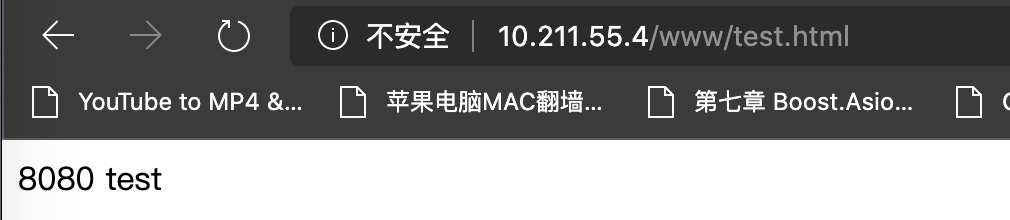 不安全 10.211.55.4/www/test.html
YouTube to MP4 &... 苹果电脑MAC翻墙... 第七章 Boost.Asio...
8080 test